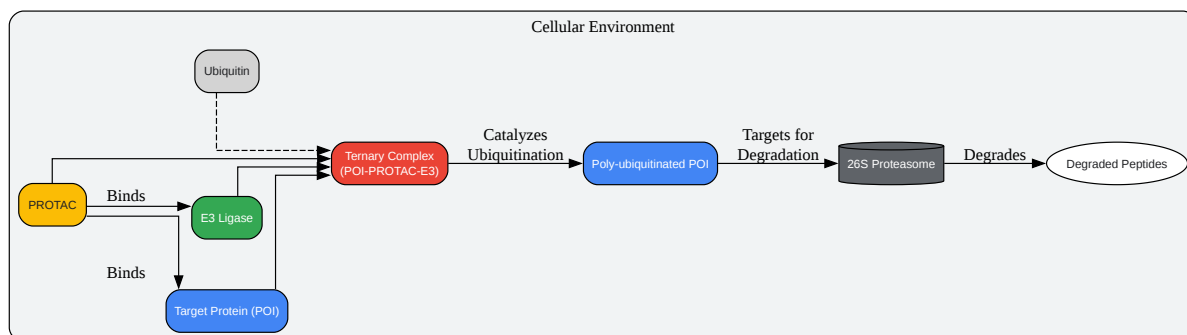 Cellular Environment
Ubiquitin
Catalyzes
Ubiquitination
Targets for
Degradation
Degrades
Ternary Complex
(POI-PROTAC-E3)
Poly-ubiquitinated POI
26S Proteasome
Degraded Peptides
PROTAC
Binds
E3 Ligase
Binds
Target Protein (POI)